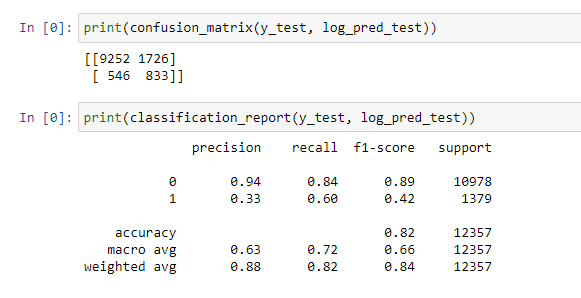 In [0]: print(confusion_matrix(y_test, log_pred_test))
[[9252 1726]
 [ 546  833]]
In [0]: print(classification_report(y_test, log_pred_test))
              precision    recall  f1-score   support
           0       0.94      0.84      0.89     10978
           1       0.33      0.60      0.42      1379
    accuracy                           0.82     12357
   macro avg       0.63      0.72      0.66     12357
weighted avg       0.88      0.82      0.84     12357